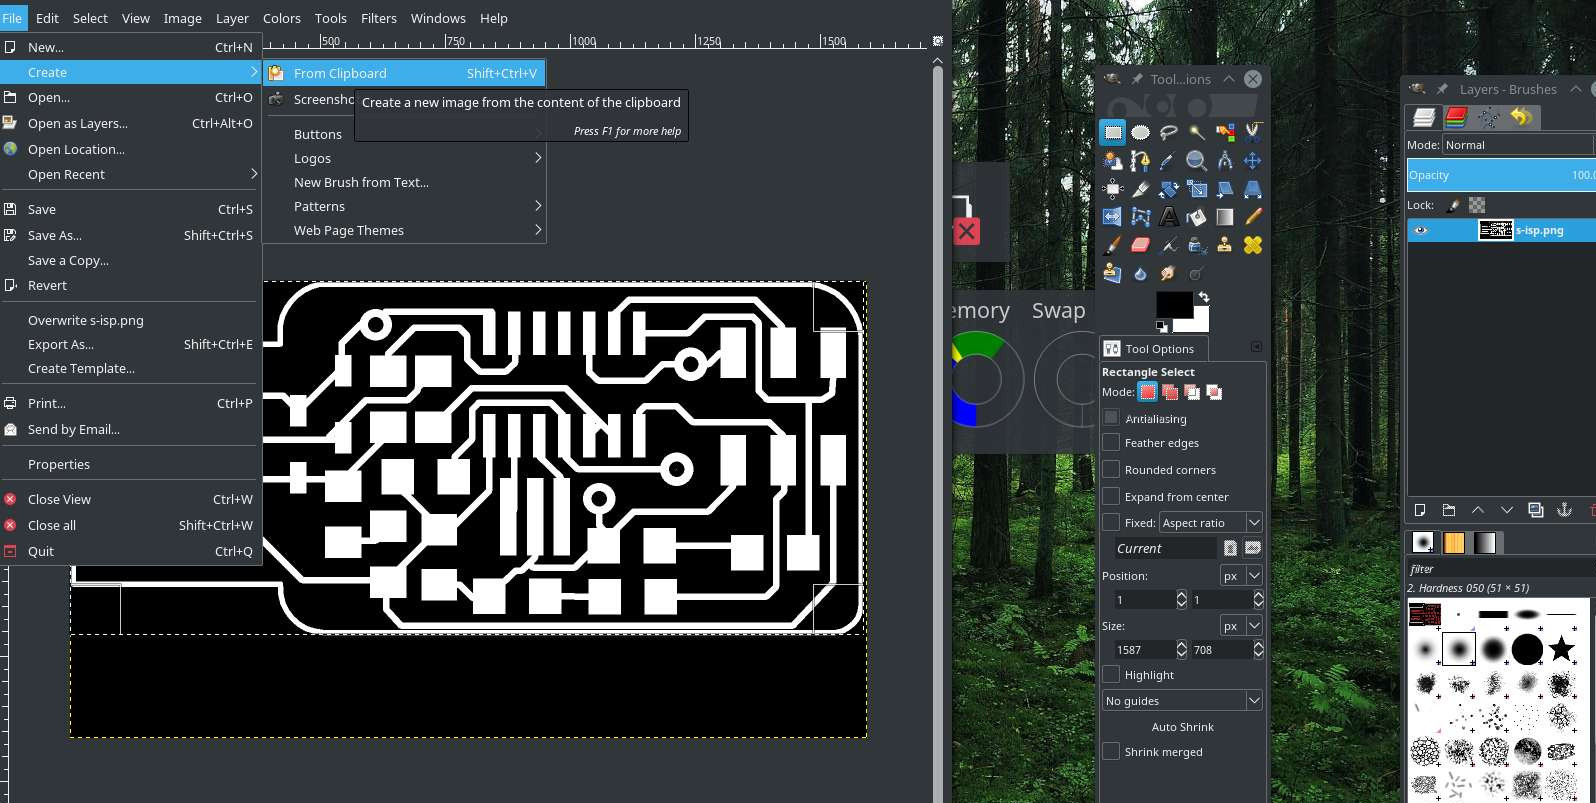 File Edit Select View Image Layer Colors Tools Filters Windows Help
500 750 1000 1250 1500
New... Ctrl+N
Create
Open... Ctrl+O
Open as Layers... Ctrl+Alt+O
Open Location...
Open Recent
Save Ctrl+S
Save As... Shift+Ctrl+S
Save a Copy...
Revert
Overwrite s-isp.png
Export As... Shift+Ctrl+E
Create Template...
Print... Ctrl+P
Send by Email...
Properties
Close View Ctrl+W
Close all Shift+Ctrl+W
Quit Ctrl+Q
From Clipboard Shift+Ctrl+V
Screensho
Buttons
Logos
New Brush from Text...
Patterns
Web Page Themes
Create a new image from the content of the clipboard
Press F1 for more help
emory Swap
Tool...ions
Tool Options
Rectangle Select
Mode:
Antialiasing
Feather edges
Rounded corners
Expand from center
Fixed: Aspect ratio
Current
Position: px
1 1
Size: px
1587 708
Highlight
No guides
Auto Shrink
Shrink merged
Layers - Brushes
Mode: Normal
Opacity 100.0
Lock:
s-isp.png
filter
2. Hardness 050 (51 × 51)